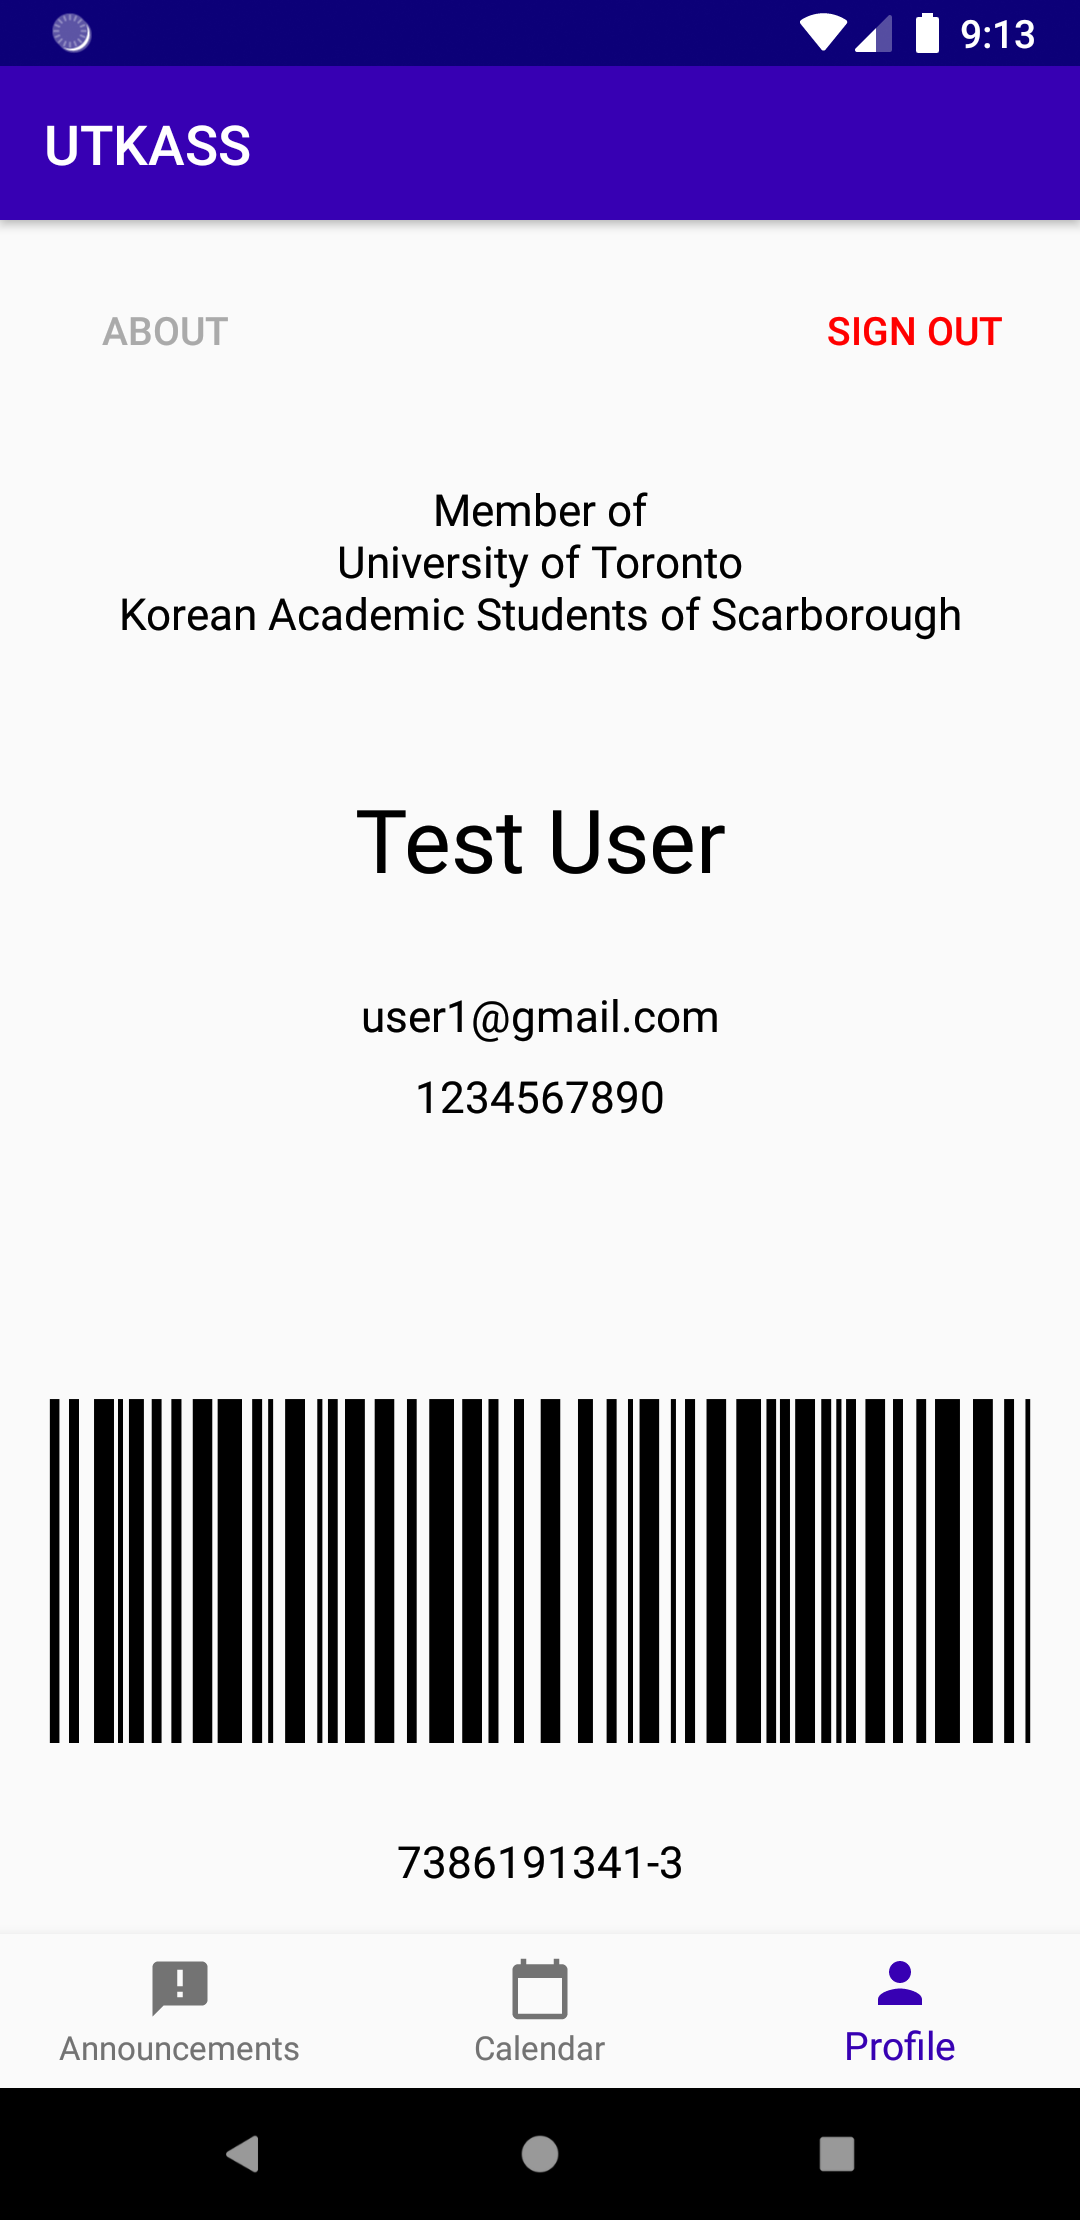 9:13
UTKASS
ABOUT
SIGN OUT
Member of
University of Toronto
Korean Academic Students of Scarborough
Test User
user1@gmail.com
1234567890
7386191341-3
Announcements
Calendar
Profile